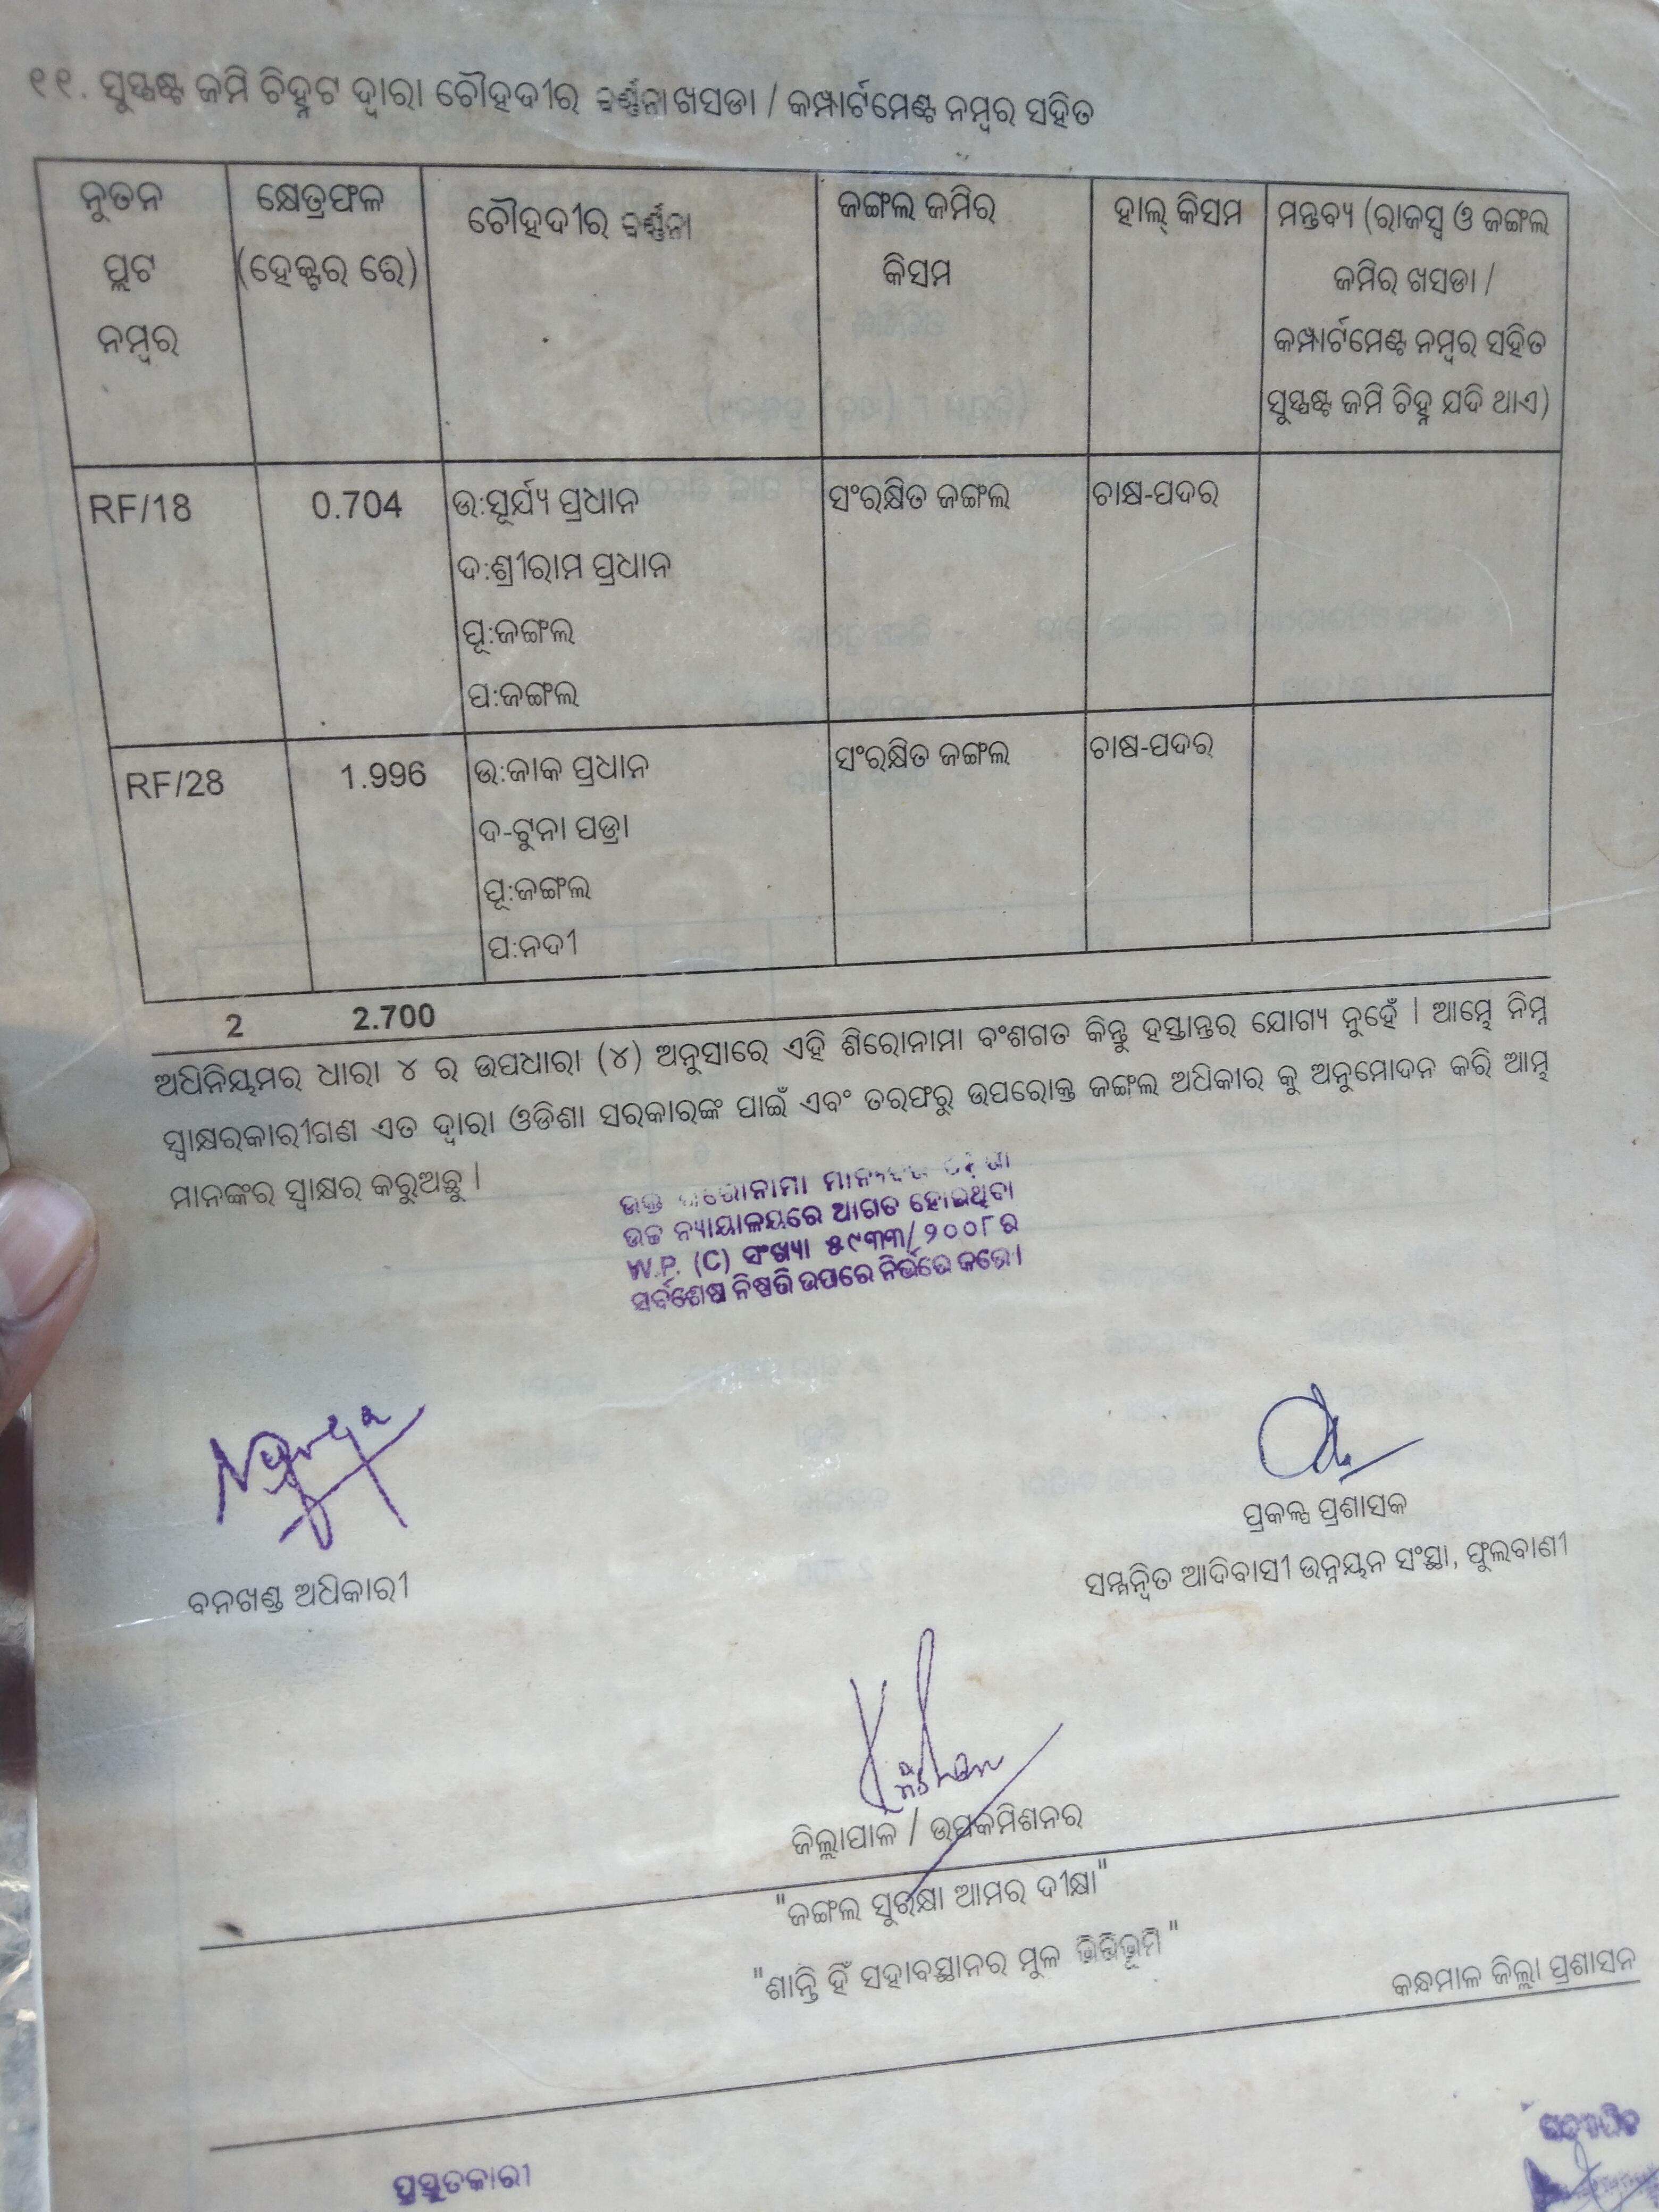 ୧୧. ସୁସ୍ପଷ୍ଟ ଜମି ଚିହ୍ନଟ ଦ୍ୱାରା ଚୌହଦୀର ବର୍ଣ୍ଣନା ଖସଡା / କମ୍ପାର୍ଟମେଣ୍ଟ ନମ୍ବର ସହିତ
ନୁତନ ପ୍ଲଟ ନମ୍ବର
କ୍ଷେତ୍ରଫଳ (ହେକ୍ଟର ରେ)
ଚୌହଦୀର ବର୍ଣ୍ଣନା
ଜଙ୍ଗଲ ଜମିର କିସମ
ହାଲ୍ କିସମ
ମନ୍ତବ୍ୟ (ରାଜସ୍ୱ ଓ ଜଙ୍ଗଲ
ଜମିର ଖସଡା /
କମ୍ପାର୍ଟମେଣ୍ଟ ନମ୍ବର ସହିତ
ସୁସ୍ପଷ୍ଟ ଜମି ଚିହ୍ନ ଯଦି ଥାଏ)
RF/18 0.704 ଉ:ସୂର୍ଯ୍ୟ ପ୍ରଧାନ ସଂରକ୍ଷିତ ଜଙ୍ଗଲ ଚାଷ-ପଦର
ଦ:ଶ୍ରୀରାମ ପ୍ରଧାନ
ପୂ:ଜଙ୍ଗଲ
ପ:ଜଙ୍ଗଲ
RF/28 1.996 ଉ:ଜାକ ପ୍ରଧାନ ସଂରକ୍ଷିତ ଜଙ୍ଗଲ ଚାଷ-ପଦର
ଦ-ଟୁନା ପଡ୍ରା
ପୂ:ଜଙ୍ଗଲ
ପ:ନଦୀ
2 2.700
ଅଧିନିୟମର ଧାରା ୪ ର ଉପଧାରା (୪) ଅନୁସାରେ ଏହି ଶିରୋନାମା ବଂଶଗତ କିନ୍ତୁ ହସ୍ତାନ୍ତର ଯୋଗ୍ୟ ନୁହେଁ । ଆମ୍ଭେ ନିମ୍ନ
ସ୍ୱାକ୍ଷରକାରୀଗଣ ଏତ ଦ୍ୱାରା ଓଡିଶା ସରକାରଙ୍କ ପାଇଁ ଏବଂ ତରଫରୁ ଉପରୋକ୍ତ ଜଙ୍ଗଲ ଅଧିକାର କୁ ଅନୁମୋଦନ କରି ଆମ୍ଭ
ମାନଙ୍କର ସ୍ୱାକ୍ଷର କରୁଅଛୁ ।
ଉକ୍ତ ଶିରୋନାମା
ଉଚ୍ଚ ନ୍ୟାୟାଳୟରେ ଆଗତ ହୋଇଥିବା
W.P. (C) ସଂଖ୍ୟା ୫୯୩୩/୨୦୦୮ ର
ସର୍ବଶେଷ ନିଷ୍ପତ୍ତି ଉପରେ ନିର୍ଭର କରେ।
ପ୍ରକଳ୍ପ ପ୍ରଶାସକ
ସମ୍ନ୍ୱିତ ଆଦିବାସୀ ଉନ୍ନୟନ ସଂସ୍ଥା, ଫୁଲବାଣୀ
ବନଖଣ୍ଡ ଅଧିକାରୀ
ଜିଲ୍ଲାପାଳ / ଉପକମିଶନର
"ଜଙ୍ଗଲ ସୁରକ୍ଷା ଆମର ଦୀକ୍ଷା"
"ଶାନ୍ତି ହିଁ ସହାବସ୍ଥାନର ମୁଳ ଭିତ୍ତିଭୂମି"
କନ୍ଧମାଳ ଜିଲ୍ଲା ପ୍ରଶାସନ
ପ୍ରସ୍ତୁତକାରୀ